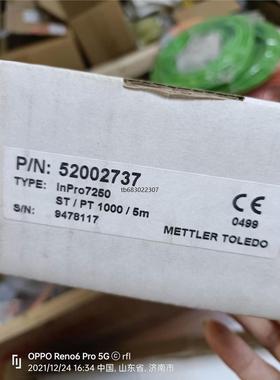 P/N: 52002737
TYPE: InPro7250
ST / PT 1000 / 5m
S/N: 9478117
0499
METTLER TOLEDO
tb683022307
OPPO Reno6 Pro 5G ⓒ rfl
2021/12/24 16:34 中国, 山东省, 济南市